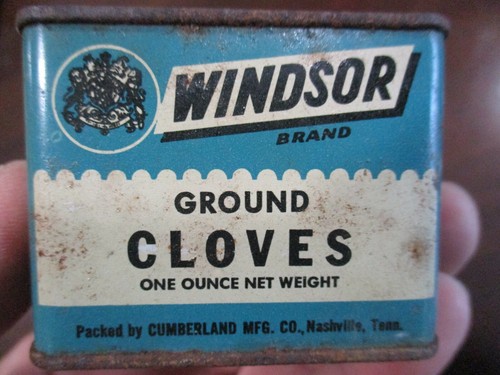 WINDSOR
BRAND
GROUND
CLOVES
ONE OUNCE NET WEIGHT
Packed by CUMBERLAND MFG. CO., Nashville, Tenn.